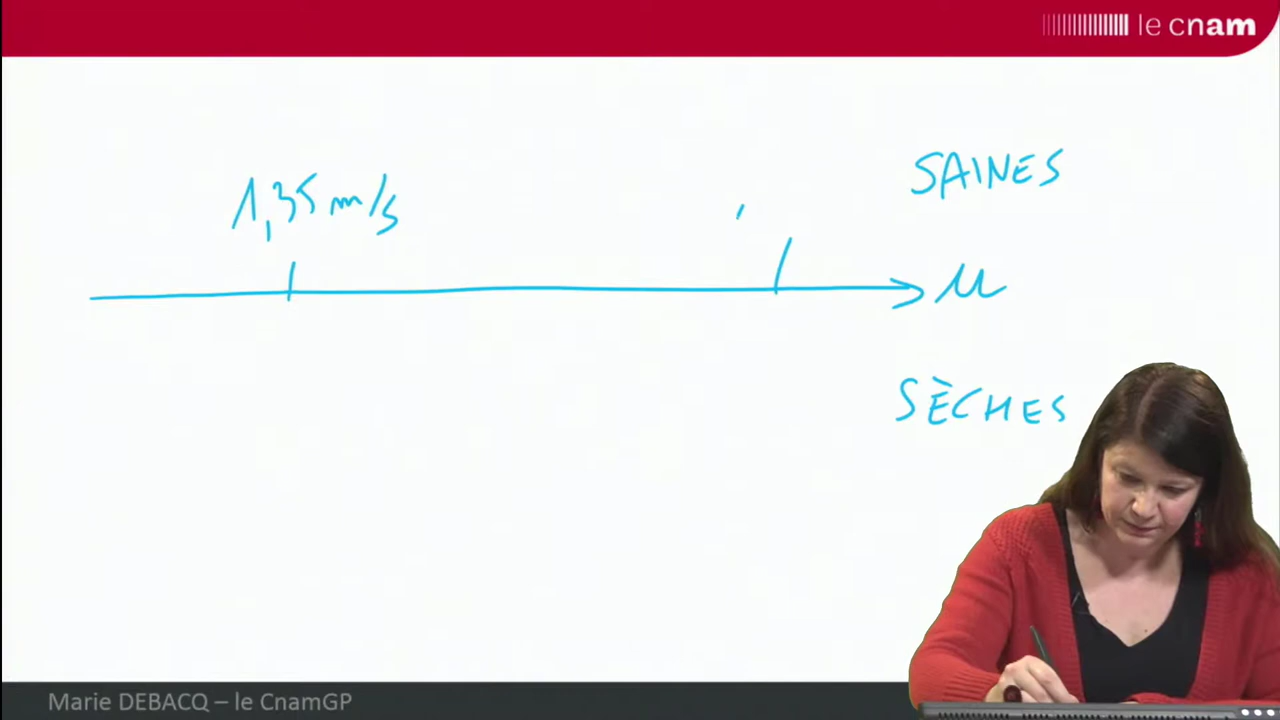 le cnam
SAINES
1,35 m/s
u
SÈCHES
Marie DEBACQ – le CnamGP